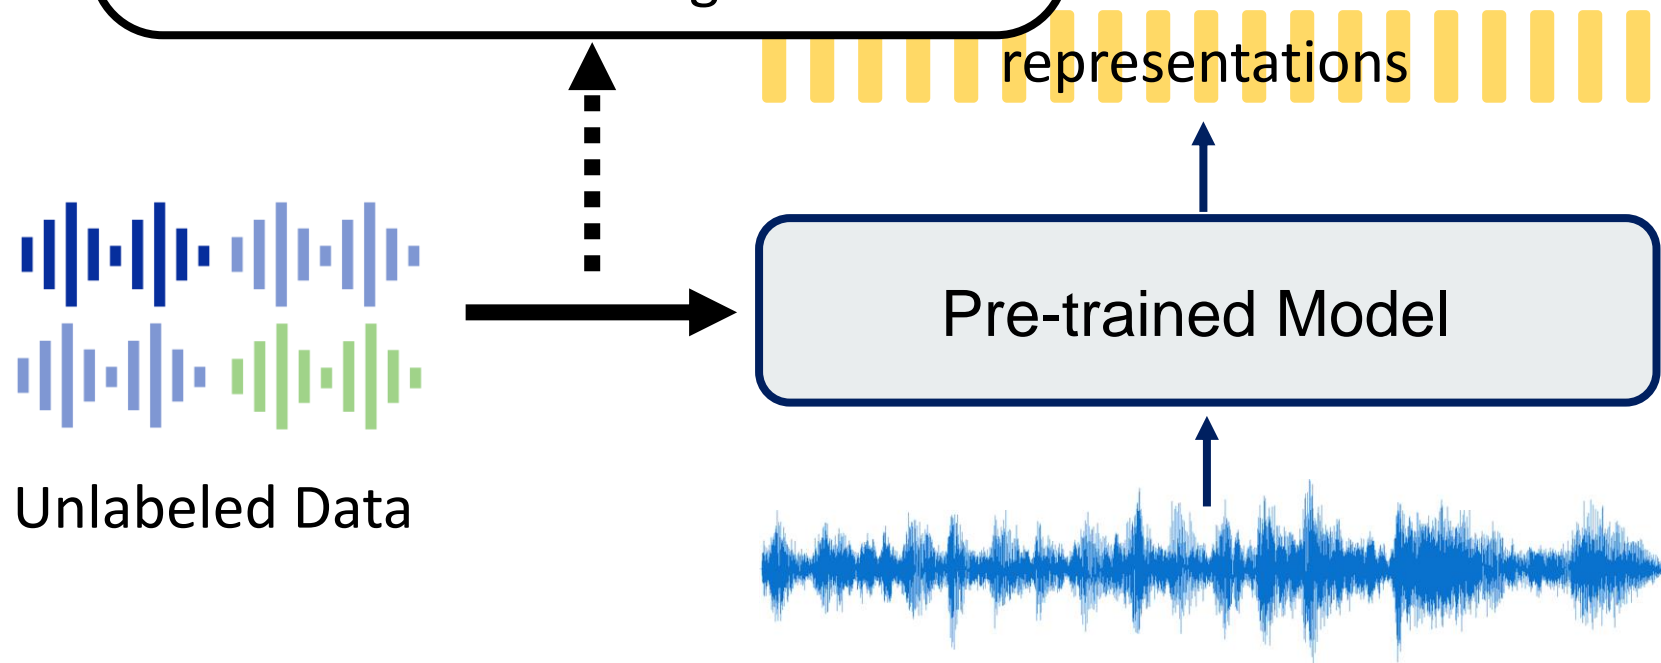 representations
Pre-trained Model
Unlabeled Data